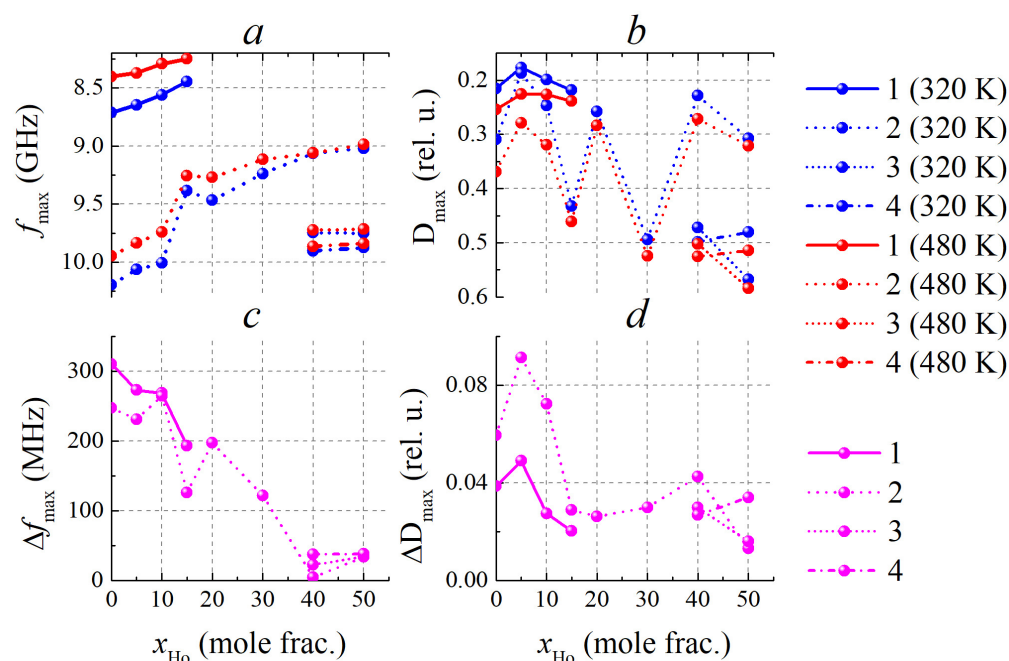 a
b
8.5
9.0
9.5
10.0
f_max (GHz)
0.2
0.3
0.4
0.5
0.6
D_max (rel. u.)
1 (320 K)
2 (320 K)
3 (320 K)
4 (320 K)
1 (480 K)
2 (480 K)
3 (480 K)
4 (480 K)
c
d
300
200
100
0
Δf_max (MHz)
0.08
0.04
0.00
ΔD_max (rel. u.)
1
2
3
4
0 10 20 30 40 50
0 10 20 30 40 50
x_Ho (mole frac.)
x_Ho (mole frac.)